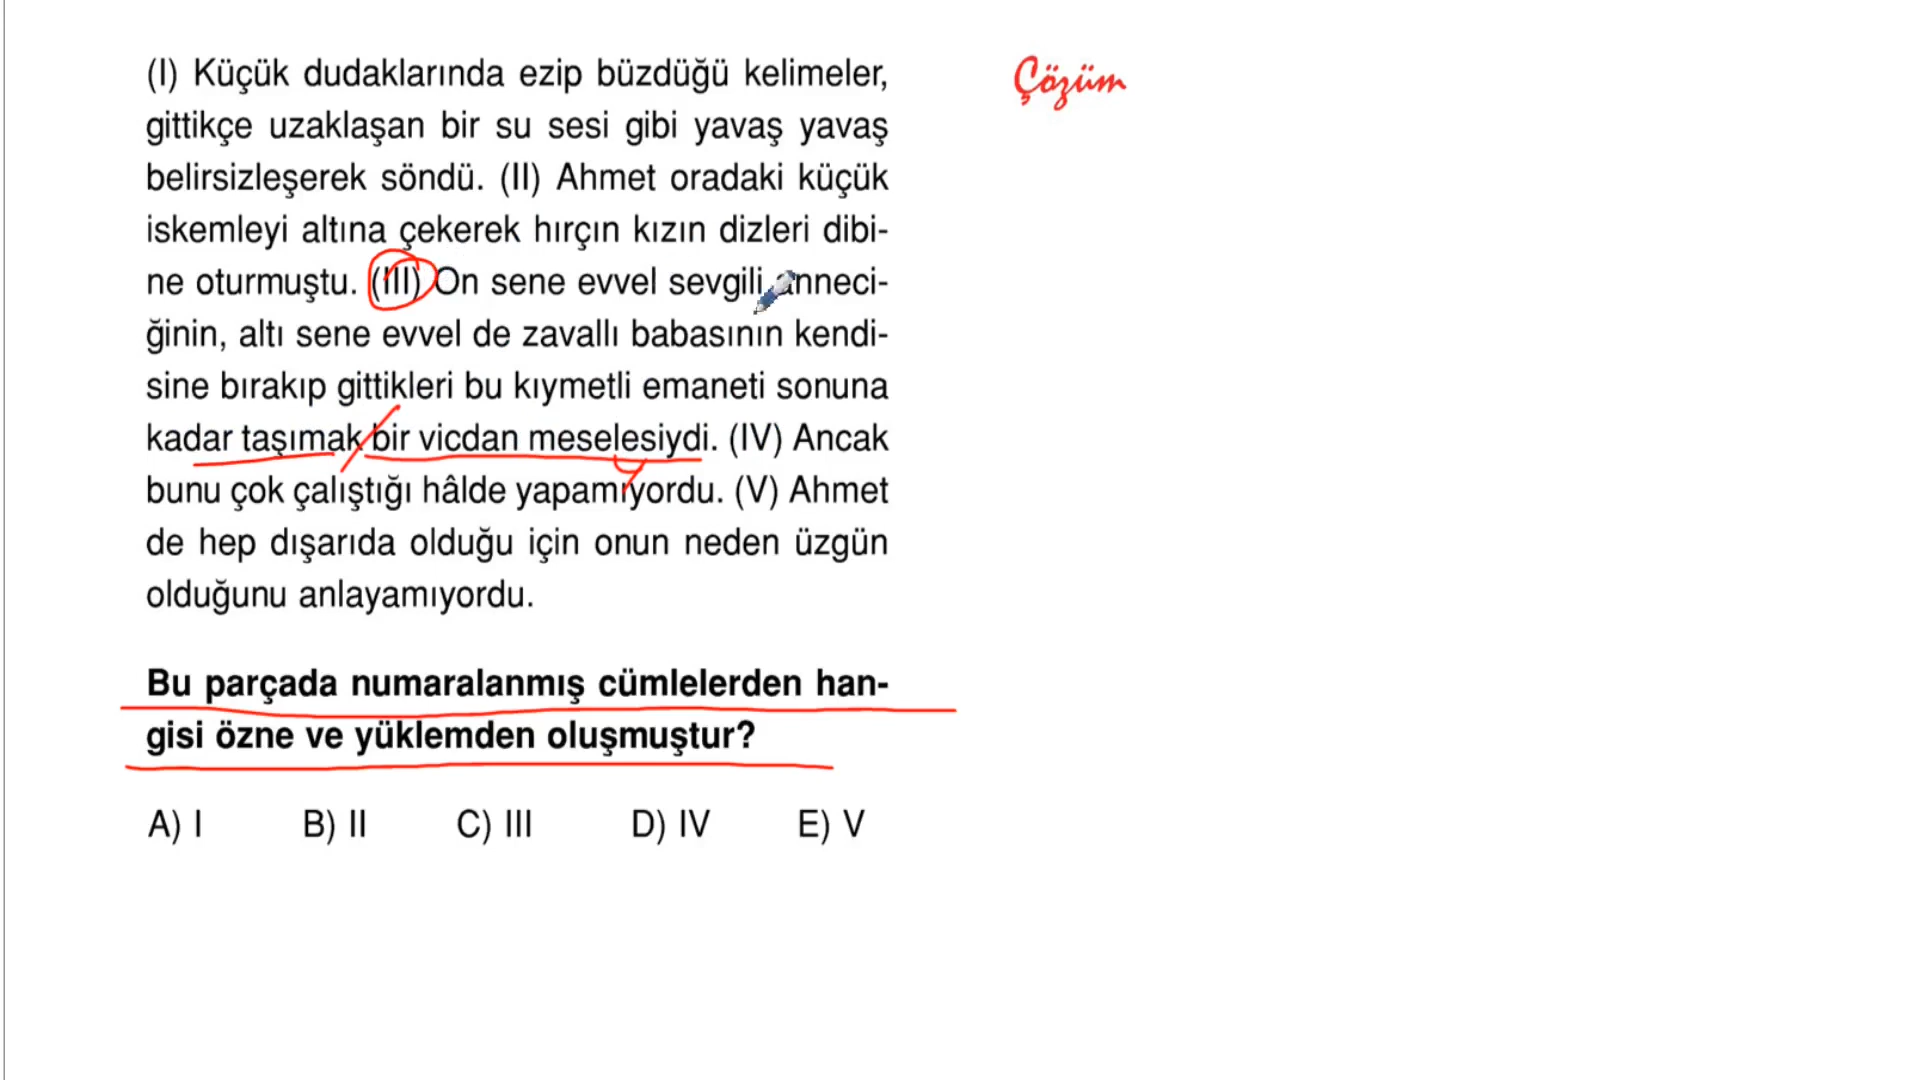 (I) Küçük dudaklarında ezip büzdüğü kelimeler,
gittikçe uzaklaşan bir su sesi gibi yavaş yavaş
belirsizleşerek söndü. (II) Ahmet oradaki küçük
iskemleyi altına çekerek hırçın kızın dizleri dibi-
ne oturmuştu. (III) On sene evvel sevgili anneci-
ğinin, altı sene evvel de zavallı babasının kendi-
sine bırakıp gittikleri bu kıymetli emaneti sonuna
kadar taşımak bir vicdan meselesiydi. (IV) Ancak
bunu çok çalıştığı hâlde yapamıyordu. (V) Ahmet
de hep dışarıda olduğu için onun neden üzgün
olduğunu anlayamıyordu.
Bu parçada numaralanmış cümlelerden han-
gisi özne ve yüklemden oluşmuştur?
A) I B) II C) III D) IV E) V
Çözüm
y